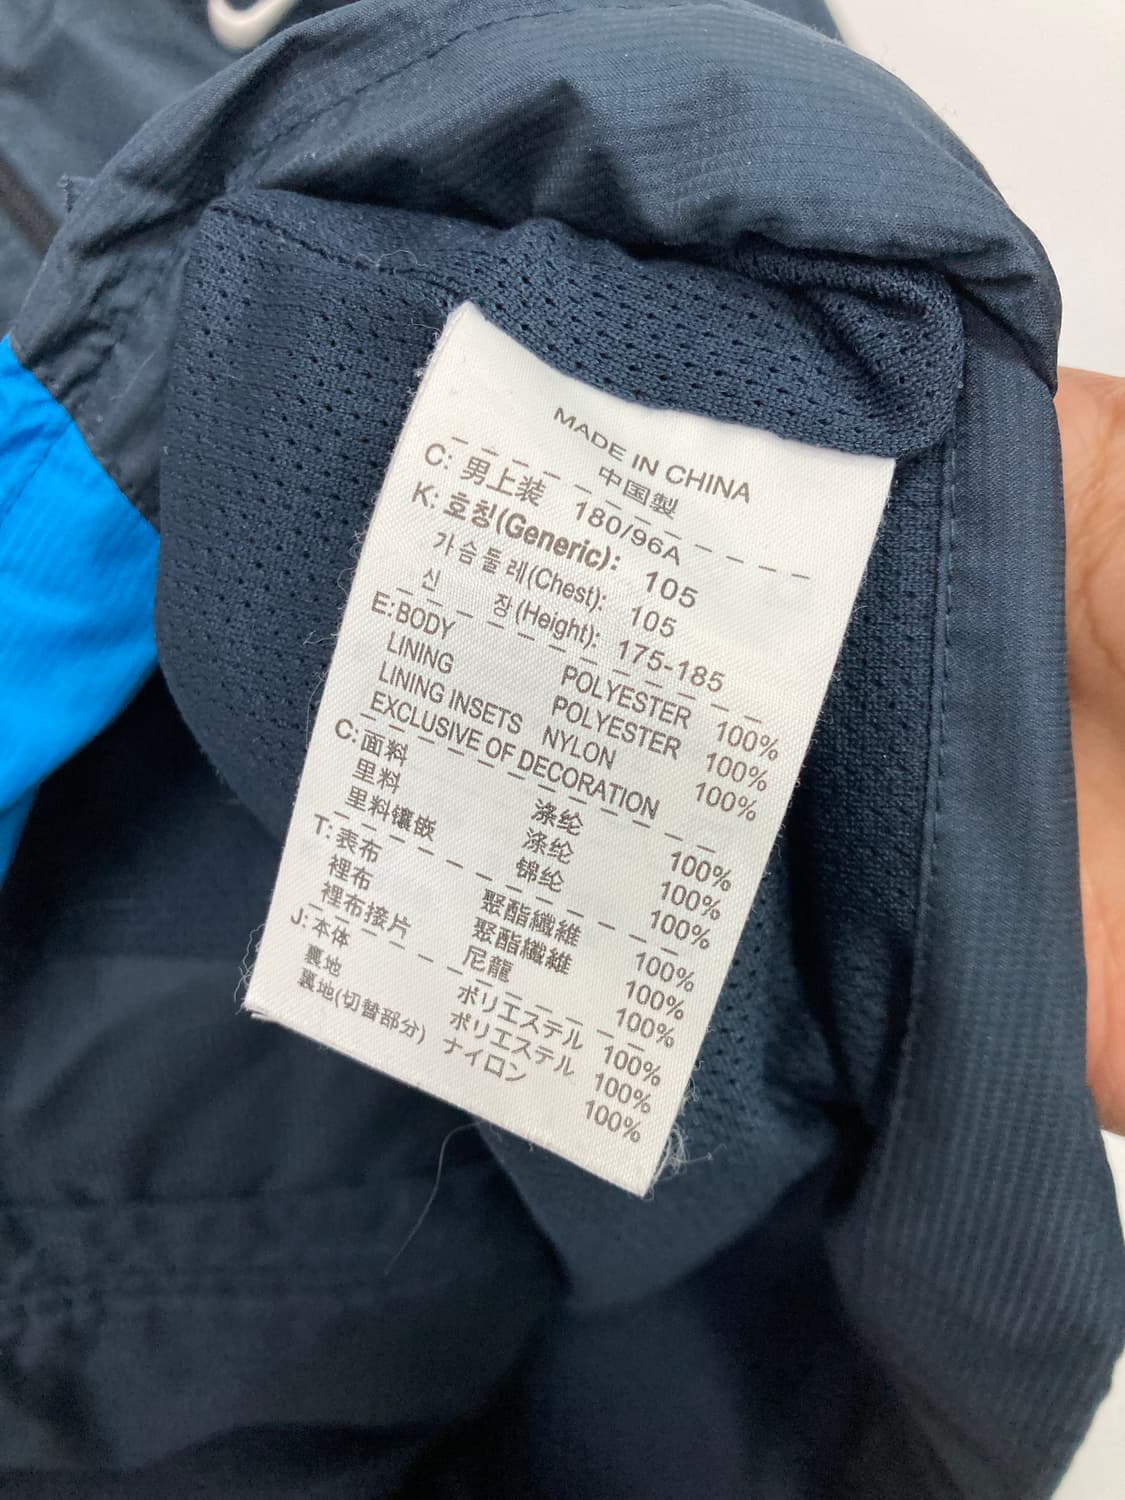 MADE IN CHINA
中国製
C: 男上装 180/96A
K: 호칭(Generic): 105
가슴둘레(Chest): 105
신 장(Height): 175-185
E: BODY POLYESTER 100%
LINING POLYESTER 100%
LINING INSETS NYLON 100%
EXCLUSIVE OF DECORATION
C: 面料 涤纶 100%
里料 涤纶 100%
里料镶嵌 锦纶 100%
T: 表布 聚酯纖維 100%
裡布 聚酯纖維 100%
裡布接片 尼龍 100%
J: 本体 ポリエステル 100%
裏地 ポリエステル 100%
裏地(切替部分) ナイロン 100%